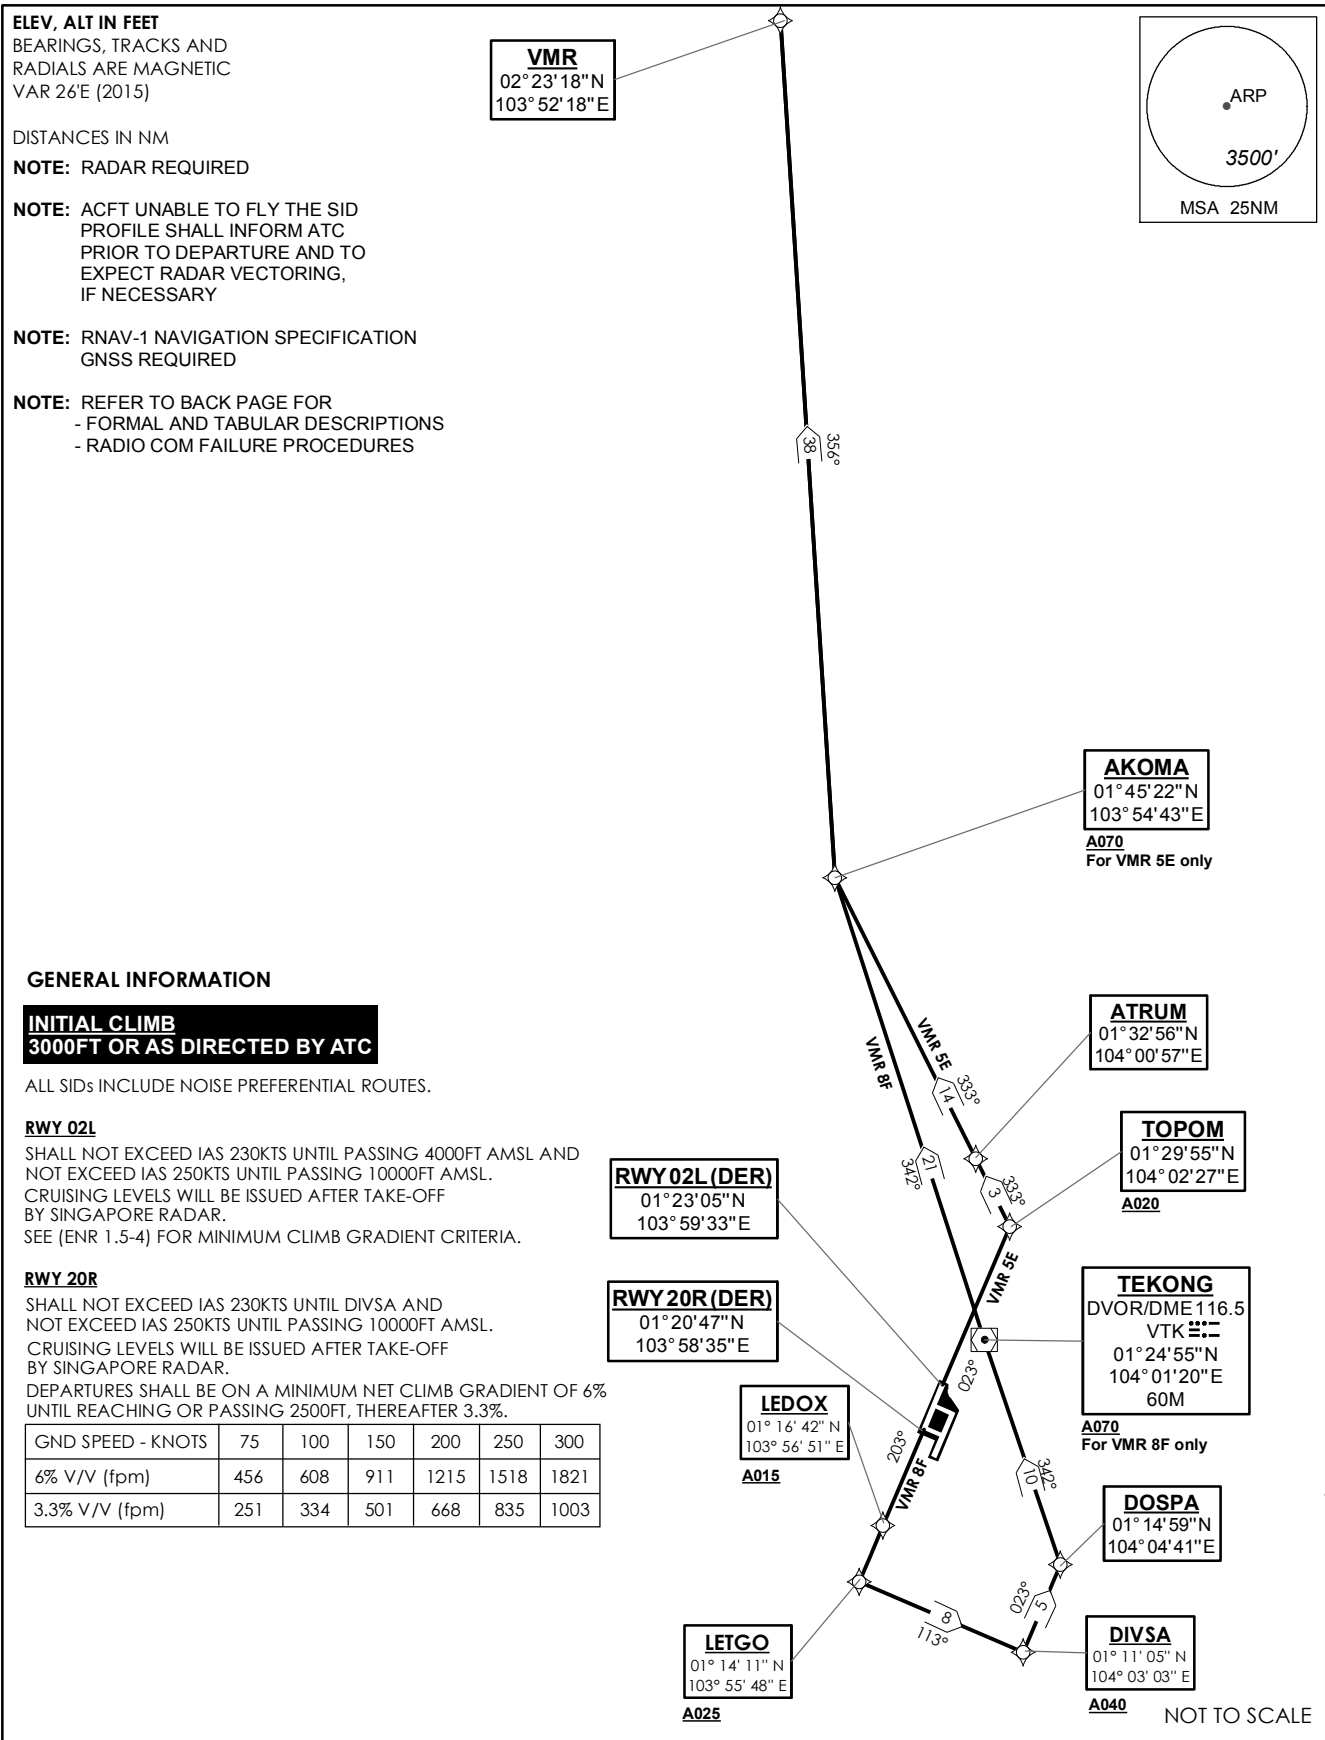 ELEV, ALT IN FEET
BEARINGS, TRACKS AND
RADIALS ARE MAGNETIC
VAR 26'E (2015)
DISTANCES IN NM
NOTE: RADAR REQUIRED
NOTE: ACFT UNABLE TO FLY THE SID
PROFILE SHALL INFORM ATC
PRIOR TO DEPARTURE AND TO
EXPECT RADAR VECTORING,
IF NECESSARY
NOTE: RNAV-1 NAVIGATION SPECIFICATION
GNSS REQUIRED
NOTE: REFER TO BACK PAGE FOR
- FORMAL AND TABULAR DESCRIPTIONS
- RADIO COM FAILURE PROCEDURES
VMR
02°23'18"N
103°52'18"E
ARP
3500'
MSA 25NM
38
356°
AKOMA
01°45'22"N
103°54'43"E
A070
For VMR 5E only
GENERAL INFORMATION
INITIAL CLIMB
3000FT OR AS DIRECTED BY ATC
ALL SIDs INCLUDE NOISE PREFERENTIAL ROUTES.
RWY 02L
SHALL NOT EXCEED IAS 230KTS UNTIL PASSING 4000FT AMSL AND
NOT EXCEED IAS 250KTS UNTIL PASSING 10000FT AMSL.
CRUISING LEVELS WILL BE ISSUED AFTER TAKE-OFF
BY SINGAPORE RADAR.
SEE (ENR 1.5-4) FOR MINIMUM CLIMB GRADIENT CRITERIA.
RWY 20R
SHALL NOT EXCEED IAS 230KTS UNTIL DIVSA AND
NOT EXCEED IAS 250KTS UNTIL PASSING 10000FT AMSL.
CRUISING LEVELS WILL BE ISSUED AFTER TAKE-OFF
BY SINGAPORE RADAR.
DEPARTURES SHALL BE ON A MINIMUM NET CLIMB GRADIENT OF 6%
UNTIL REACHING OR PASSING 2500FT, THEREAFTER 3.3%.
GND SPEED - KNOTS 75 100 150 200 250 300
6% V/V (fpm) 456 608 911 1215 1518 1821
3.3% V/V (fpm) 251 334 501 668 835 1003
VMR 8F
VMR 5E
14
333°
ATRUM
01°32'56"N
104°00'57"E
21
342°
3
333°
TOPOM
01°29'55"N
104°02'27"E
A020
RWY 02L (DER)
01°23'05"N
103°59'33"E
VMR 5E
RWY 20R (DER)
01°20'47"N
103°58'35"E
TEKONG
DVOR/DME 116.5
VTK
01°24'55"N
104°01'20"E
60M
A070
For VMR 8F only
023°
203°
VMR 8F
LEDOX
01° 16' 42" N
103° 56' 51" E
A015
10
342°
DOSPA
01°14'59"N
104°04'41"E
023°
5
8
113°
LETGO
01° 14' 11" N
103° 55' 48" E
A025
DIVSA
01° 11' 05" N
104° 03' 03" E
A040
NOT TO SCALE